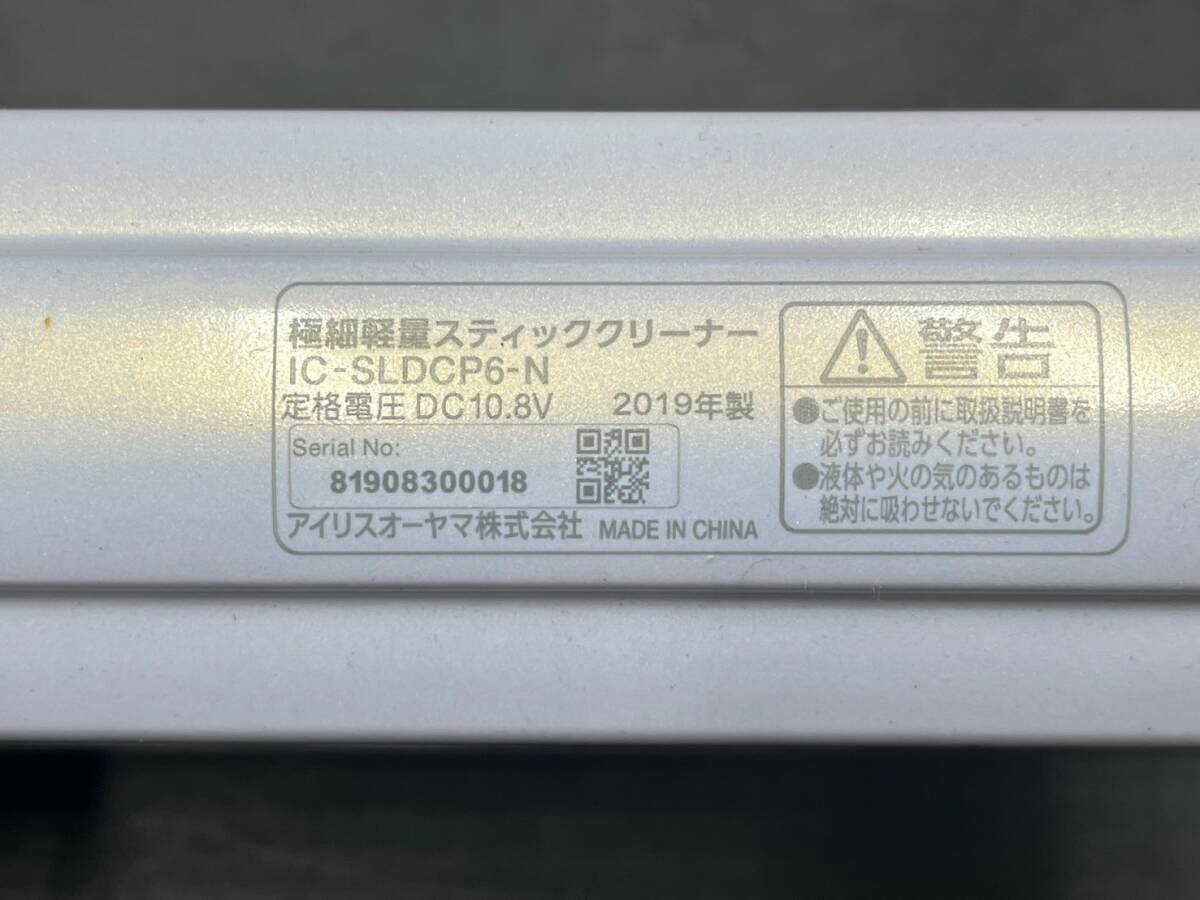 極細軽量スティッククリーナー
IC-SLDCP6-N
定格電圧 DC10.8V 2019年製
Serial No:
81908300018
アイリスオーヤマ株式会社 MADE IN CHINA
警告
●ご使用の前に取扱説明書を
必ずお読みください。
●液体や火の気のあるものは
絶対に吸わせないでください。